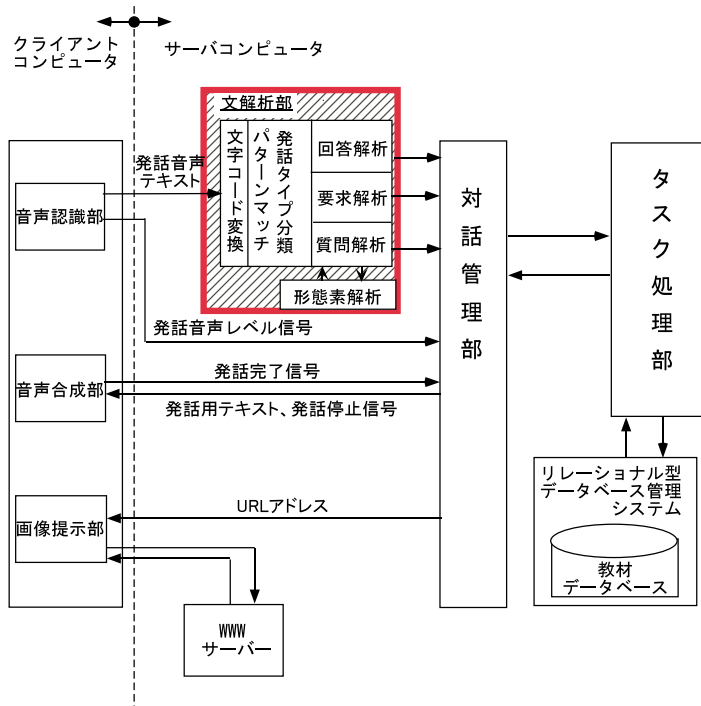 クライアント
コンピュータ
サーバコンピュータ
文解析部
発話音声
テキスト
文字コード変換
パターンマッチ
発話タイプ分類
回答解析
要求解析
質問解析
形態素解析
音声認識部
発話音声レベル信号
対話管理部
タスク処理部
音声合成部
発話完了信号
発話用テキスト、発話停止信号
リレーショナル型
データベース管理
システム
教材
データベース
URLアドレス
画像提示部
WWW
サーバー